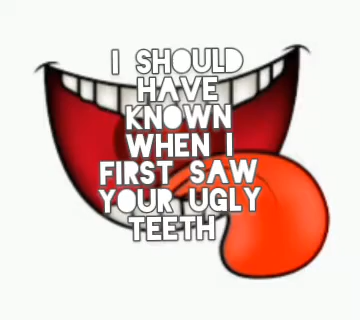 I SHOULD
HAVE
KNOWN
WHEN I
FIRST SAW
YOUR UGLY
TEETH